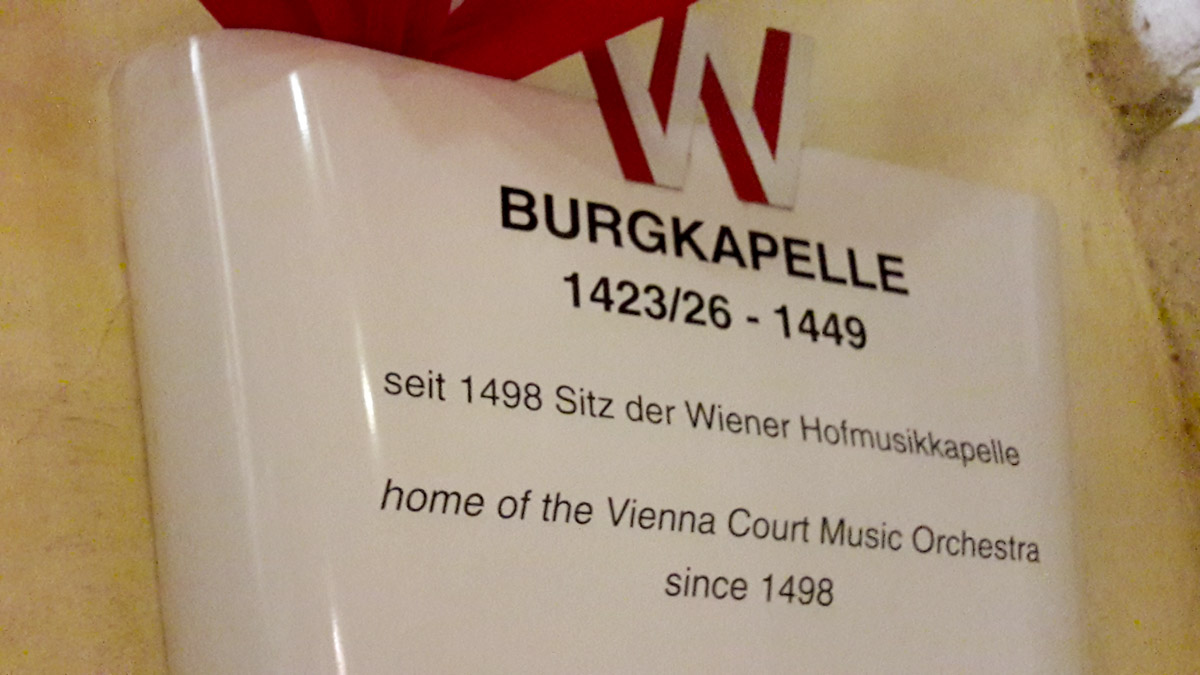 W
BURGKAPELLE
1423/26 - 1449
seit 1498 Sitz der Wiener Hofmusikkapelle
home of the Vienna Court Music Orchestra
since 1498